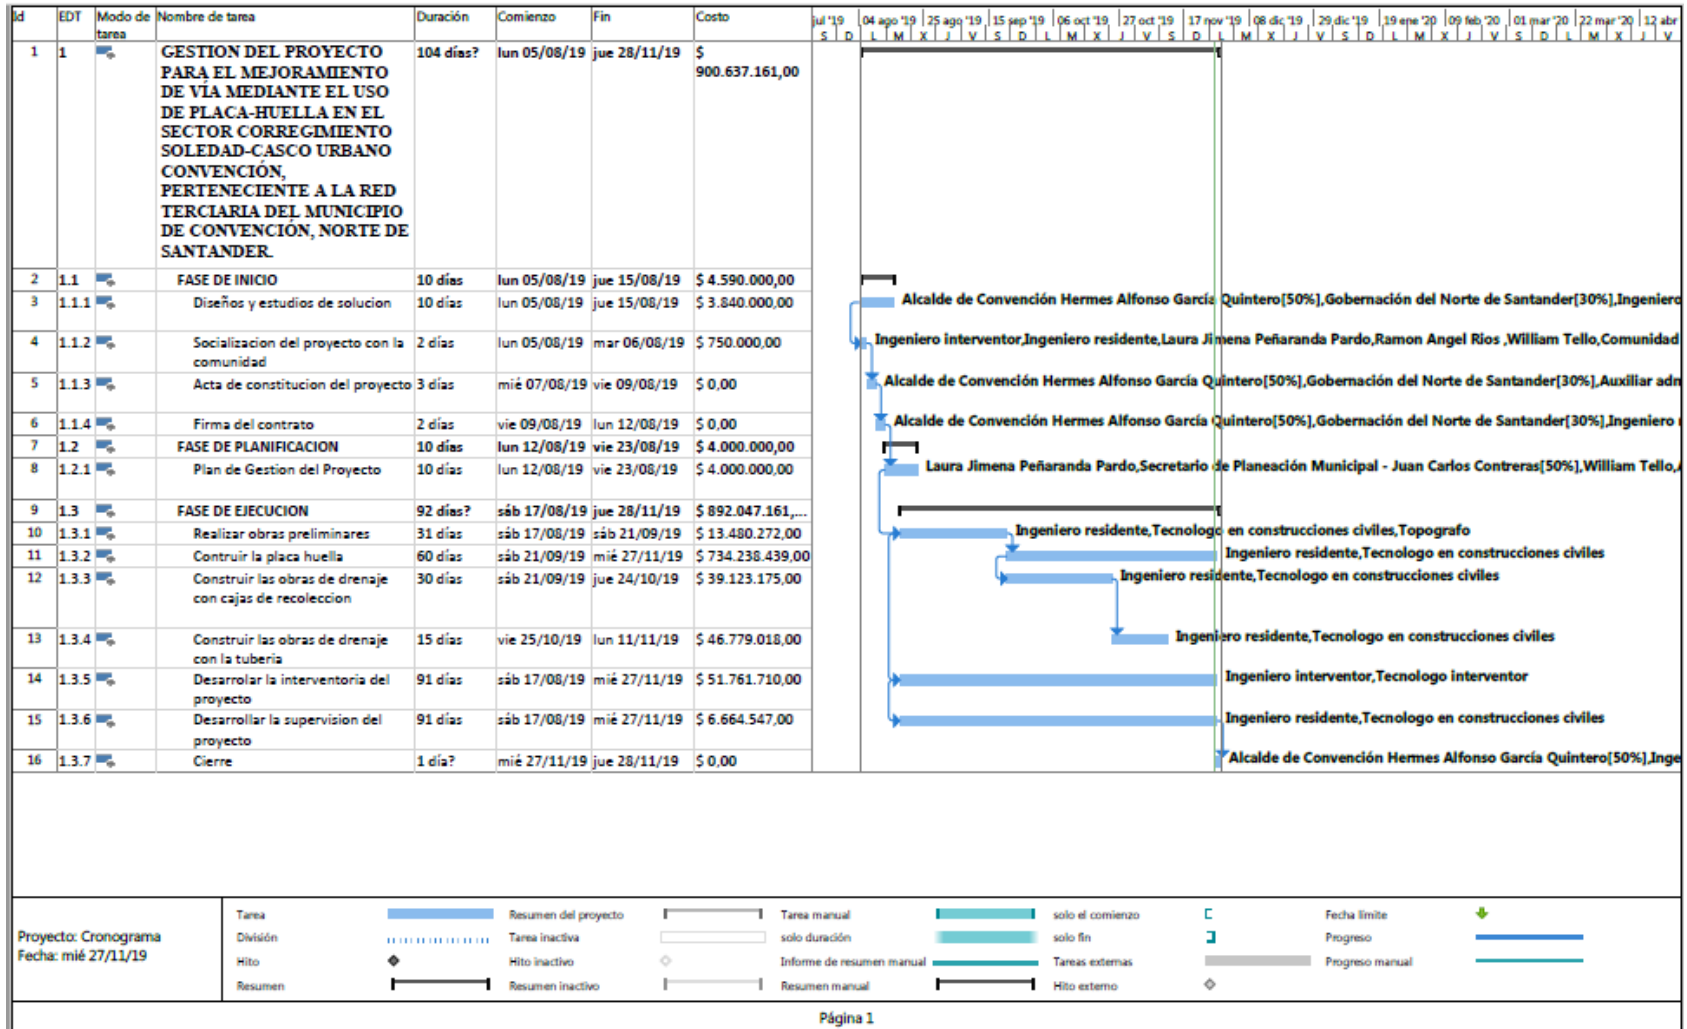 Id EDT Modo de tarea Nombre de tarea Duración Comienzo Fin Costo
jul '19 04 ago '19 25 ago '19 15 sep '19 06 oct '19 27 oct '19 17 nov '19 08 dic '19 29 dic '19 19 ene '20 09 feb '20 01 mar '20 22 mar '20 12 abr
S D L M X J V S D L M X J V S D L M X J V S D L M X J V
1 1 GESTION DEL PROYECTO 104 días? lun 05/08/19 jue 28/11/19 $
PARA EL MEJORAMIENTO 900.637.161,00
DE VÍA MEDIANTE EL USO
DE PLACA-HUELLA EN EL
SECTOR CORREGIMIENTO
SOLEDAD-CASCO URBANO
CONVENCIÓN,
PERTENECIENTE A LA RED
TERCIARIA DEL MUNICIPIO
DE CONVENCIÓN, NORTE DE
SANTANDER.
2 1.1 FASE DE INICIO 10 días lun 05/08/19 jue 15/08/19 $ 4.590.000,00
3 1.1.1 Diseños y estudios de solucion 10 días lun 05/08/19 jue 15/08/19 $ 3.840.000,00 Alcalde de Convención Hermes Alfonso García Quintero[50%],Gobernación del Norte de Santander[30%],Ingeniero
4 1.1.2 Socializacion del proyecto con la 2 días lun 05/08/19 mar 06/08/19 $ 750.000,00 Ingeniero interventor,Ingeniero residente,Laura Jimena Peñaranda Pardo,Ramon Angel Rios ,William Tello,Comunidad
comunidad
5 1.1.3 Acta de constitucion del proyecto 3 días mié 07/08/19 vie 09/08/19 $ 0,00 Alcalde de Convención Hermes Alfonso García Quintero[50%],Gobernación del Norte de Santander[30%],Auxiliar adm
6 1.1.4 Firma del contrato 2 días vie 09/08/19 lun 12/08/19 $ 0,00 Alcalde de Convención Hermes Alfonso García Quintero[50%],Gobernación del Norte de Santander[30%],Ingeniero
7 1.2 FASE DE PLANIFICACION 10 días lun 12/08/19 vie 23/08/19 $ 4.000.000,00
8 1.2.1 Plan de Gestion del Proyecto 10 días lun 12/08/19 vie 23/08/19 $ 4.000.000,00 Laura Jimena Peñaranda Pardo,Secretario de Planeación Municipal - Juan Carlos Contreras[50%],William Tello,
9 1.3 FASE DE EJECUCION 92 días? sáb 17/08/19 jue 28/11/19 $ 892.047.161,...
10 1.3.1 Realizar obras preliminares 31 días sáb 17/08/19 sáb 21/09/19 $ 13.480.272,00 Ingeniero residente,Tecnologo en construcciones civiles,Topografo
11 1.3.2 Contruir la placa huella 60 días sáb 21/09/19 mié 27/11/19 $ 734.238.439,00 Ingeniero residente,Tecnologo en construcciones civiles
12 1.3.3 Construir las obras de drenaje 30 días sáb 21/09/19 jue 24/10/19 $ 39.123.175,00 Ingeniero residente,Tecnologo en construcciones civiles
con cajas de recoleccion
13 1.3.4 Construir las obras de drenaje 15 días vie 25/10/19 lun 11/11/19 $ 46.779.018,00 Ingeniero residente,Tecnologo en construcciones civiles
con la tuberia
14 1.3.5 Desarrolar la interventoria del 91 días sáb 17/08/19 mié 27/11/19 $ 51.761.710,00 Ingeniero interventor,Tecnologo interventor
proyecto
15 1.3.6 Desarrollar la supervision del 91 días sáb 17/08/19 mié 27/11/19 $ 6.664.547,00 Ingeniero residente,Tecnologo en construcciones civiles
proyecto
16 1.3.7 Cierre 1 día? mié 27/11/19 jue 28/11/19 $ 0,00 Alcalde de Convención Hermes Alfonso García Quintero[50%],Inge
Proyecto: Cronograma
Fecha: mié 27/11/19
Tarea Resumen del proyecto Tarea manual solo el comienzo Fecha límite
División Tarea inactiva solo duración solo fin Progreso
Hito Hito inactivo Informe de resumen manual Tareas externas Progreso manual
Resumen Resumen inactivo Resumen manual Hito externo
Página 1